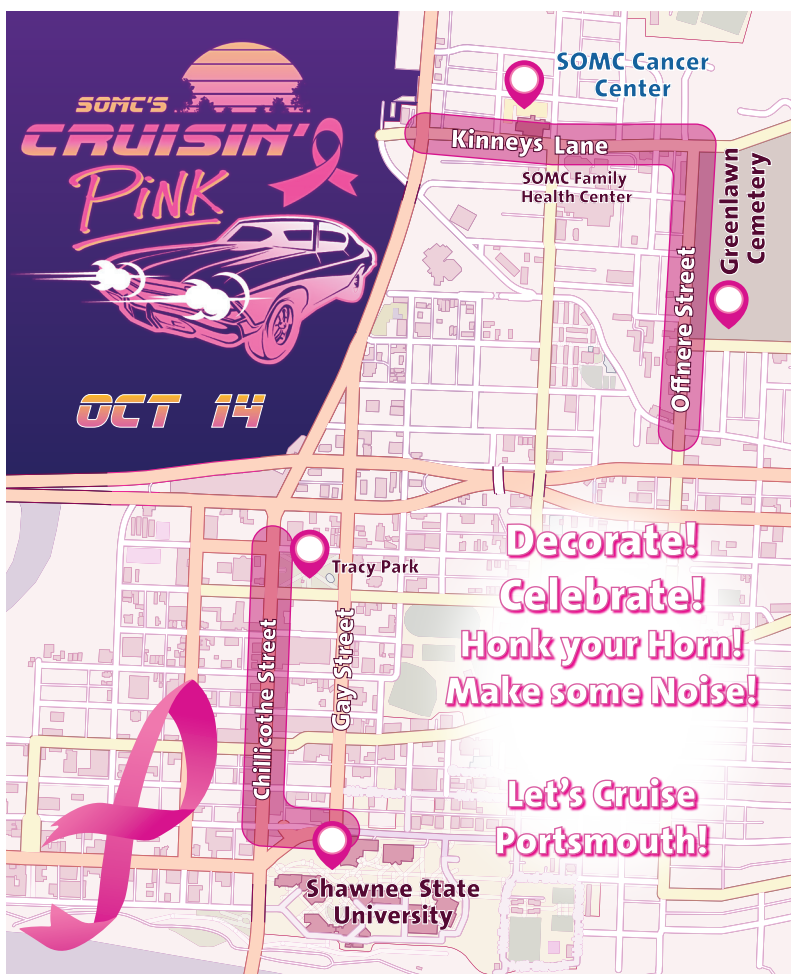 SOMC'S
CRUISIN'
PiNK
OCT 14
SOMC Cancer
Center
Kinneys Lane
SOMC Family
Health Center
Greenlawn
Cemetery
Offnere Street
Tracy Park
Chillicothe Street
Gay Street
Decorate!
Celebrate!
Honk your Horn!
Make some Noise!
Let's Cruise
Portsmouth!
Shawnee State
University